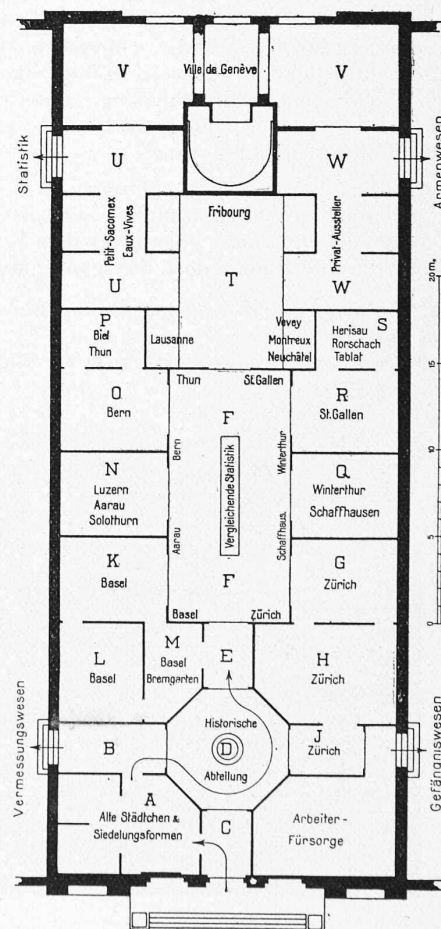 V
Ville de Genève
V
Statistik
U
W
Armenwesen
Fribourg
Petit-Saconex
Eaux-Vives
Privat-Aussteller
U
T
W
20 m.
P
Biel
Thun
Lausanne
Vevey
Montreux
Neuchâtel
S
Herisau
Rorschach
Tablat
15
Thun
St.Gallen
O
Bern
F
R
St.Gallen
Bern
Winterthur
10
N
Luzern
Aarau
Solothurn
Vergleichende Statistik
Q
Winterthur
Schaffhausen
Aarau
Schaffhaus.
5
K
Basel
F
G
Zürich
Basel
Zürich
0
L
Basel
M
Basel
Bremgarten
E
H
Zürich
Vermessungswesen
B
Historische
D
Abteilung
J
Zürich
Gefängniswesen
A
Alte Städtchen &
Siedelungsformen
C
Arbeiter-
Fürsorge